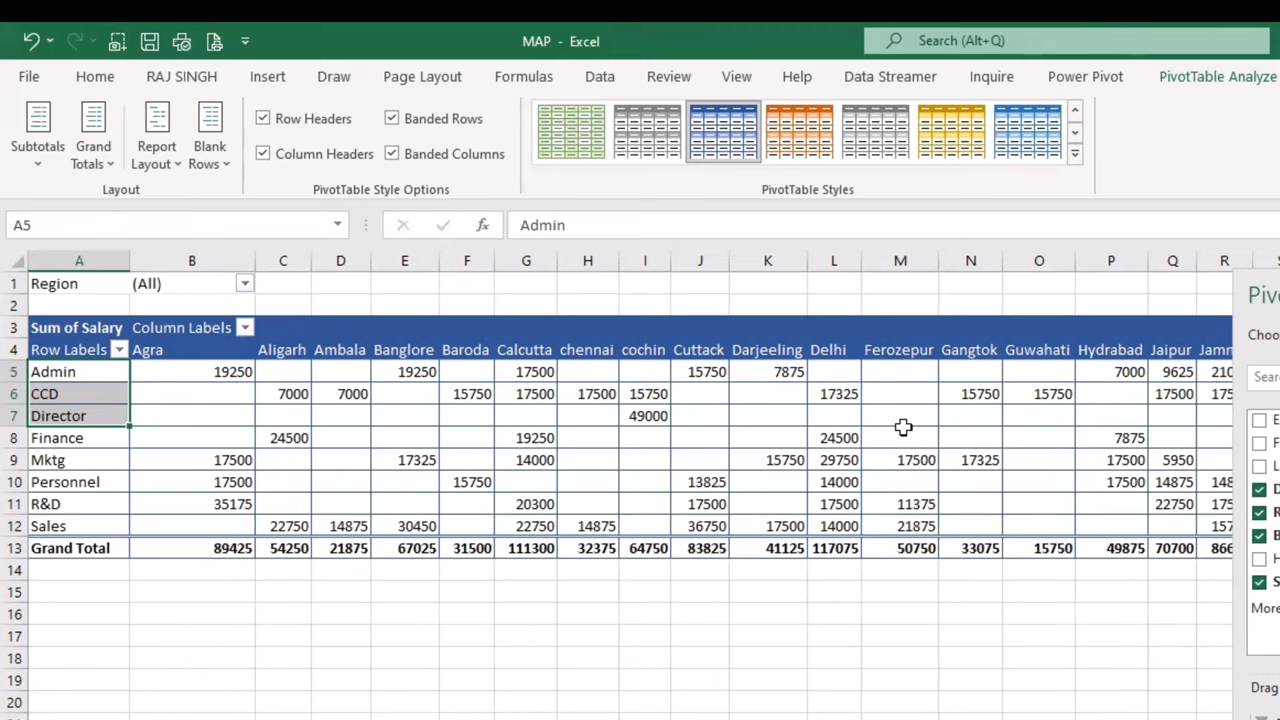 MAP - Excel
Search (Alt+Q)
File Home RAJ SINGH Insert Draw Page Layout Formulas Data Review View Help Data Streamer Inquire Power Pivot PivotTable Analyze
Subtotals Grand Totals Report Layout Blank Rows
Row Headers Banded Rows
Column Headers Banded Columns
Layout PivotTable Style Options PivotTable Styles
A5 fx Admin
A B C D E F G H I J K L M N O P Q R
1 Region (All)
2
3 Sum of Salary Column Labels
4 Row Labels Agra Aligarh Ambala Banglore Baroda Calcutta chennai cochin Cuttack Darjeeling Delhi Ferozepur Gangtok Guwahati Hydrabad Jaipur Jamn
5 Admin 19250 19250 17500 15750 7875 7000 9625 210
6 CCD 7000 7000 15750 17500 17500 15750 17325 15750 15750 17500 175
7 Director 49000
8 Finance 24500 19250 24500 7875
9 Mktg 17500 17325 14000 15750 29750 17500 17325 17500 5950
10 Personnel 17500 15750 13825 14000 17500 14875 148
11 R&D 35175 20300 17500 17500 11375 22750 175
12 Sales 22750 14875 30450 22750 14875 36750 17500 14000 21875 157
13 Grand Total 89425 54250 21875 67025 31500 111300 32375 64750 83825 41125 117075 50750 33075 15750 49875 70700 866
14
15
16
17
18
19
20
Piv
Choo
Sear
E
F
L
D
R
B
H
S
More
Drag